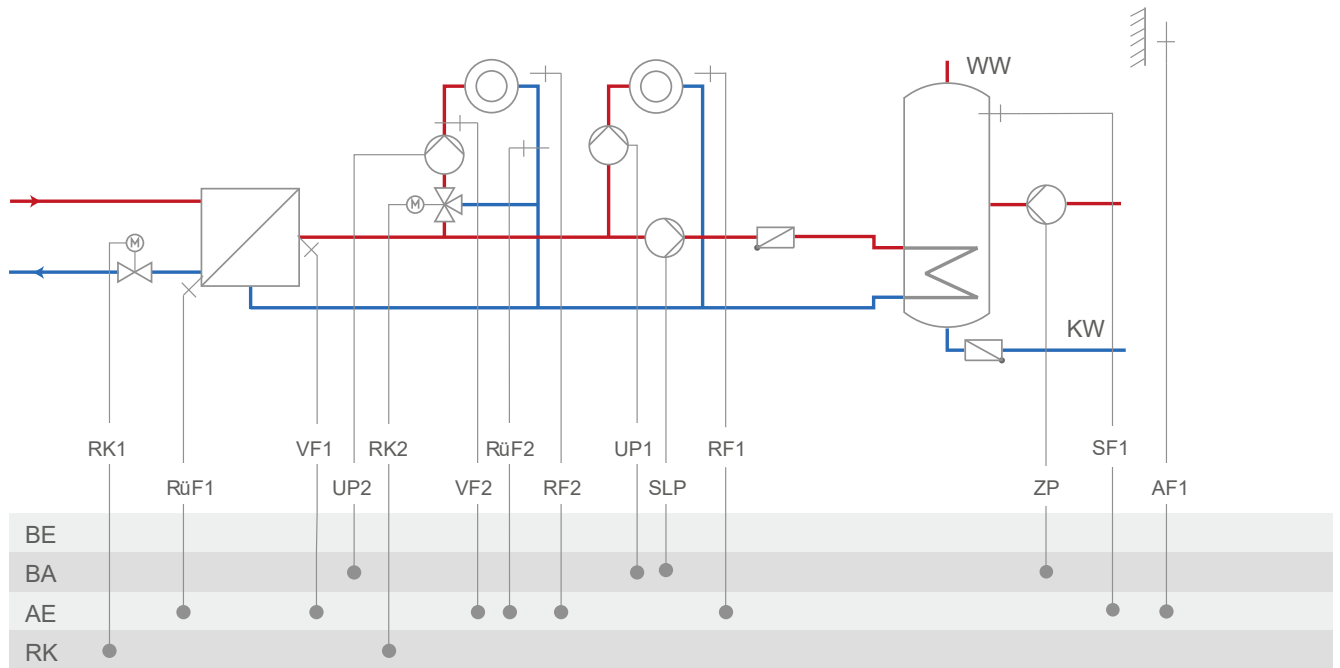 WW
M
M
KW
RK1 VF1 RK2 RüF2 UP1 RF1 SF1
RüF1 UP2 VF2 RF2 SLP ZP AF1
BE
BA
AE
RK